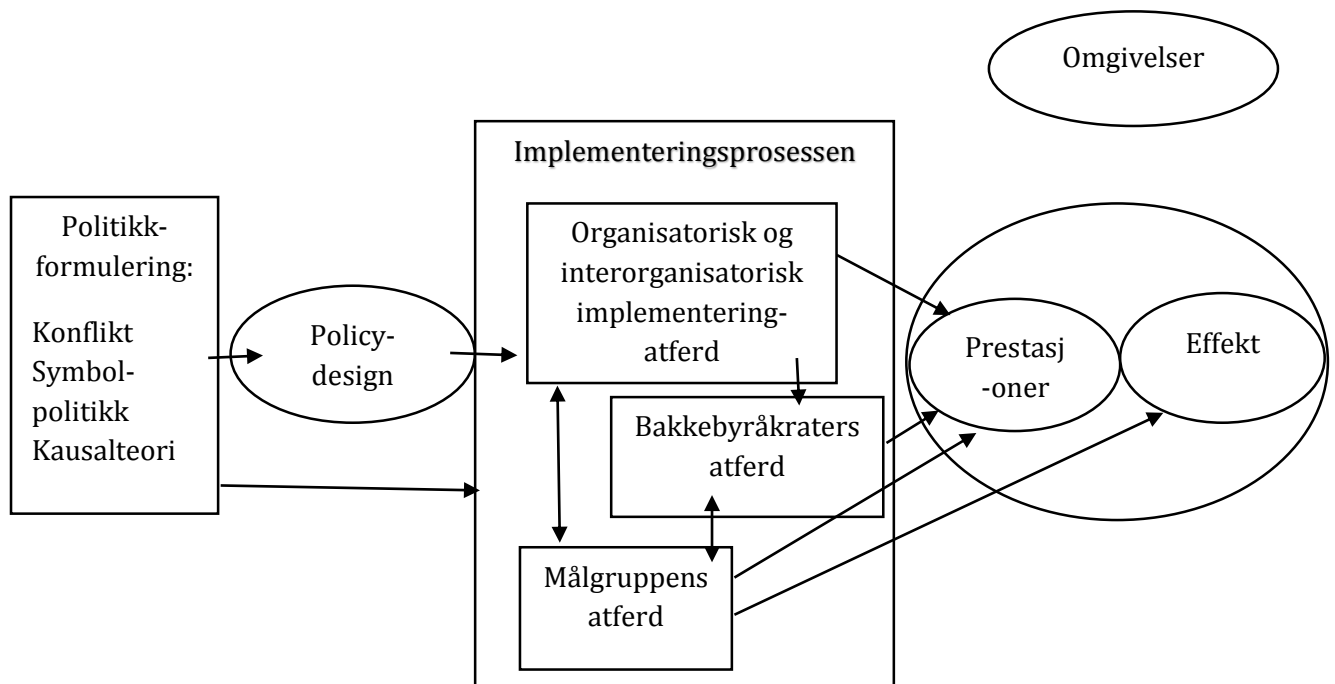 Omgivelser
Implementeringsprosessen
Politikk-
formulering:
Konflikt
Symbol-
politikk
Kausalteori
Policy-
design
Organisatorisk og
interorganisatorisk
implementering-
atferd
Bakkebyråkraters
atferd
Målgruppens
atferd
Prestasj
-oner
Effekt